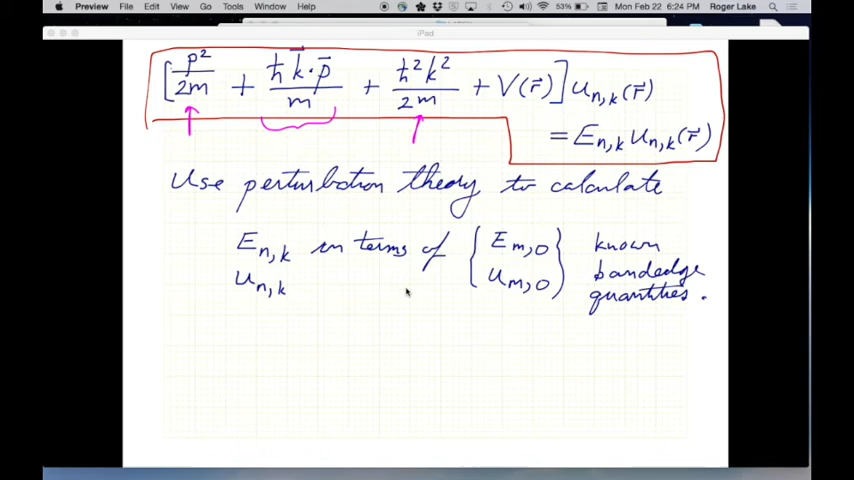 Preview File Edit View Go Tools Window Help 53% Mon Feb 22 6:24 PM Roger Lake
iPad
[p²/2m + ħk⃗·p⃗/m + ħ²k²/2m + V(r⃗)] u_{n,k}(r⃗)
= E_{n,k} u_{n,k}(r⃗)
Use perturbation theory to calculate
E_{n,k} in terms of { E_{m,0} } known
u_{n,k} { u_{m,0} } bandedge
quantities.